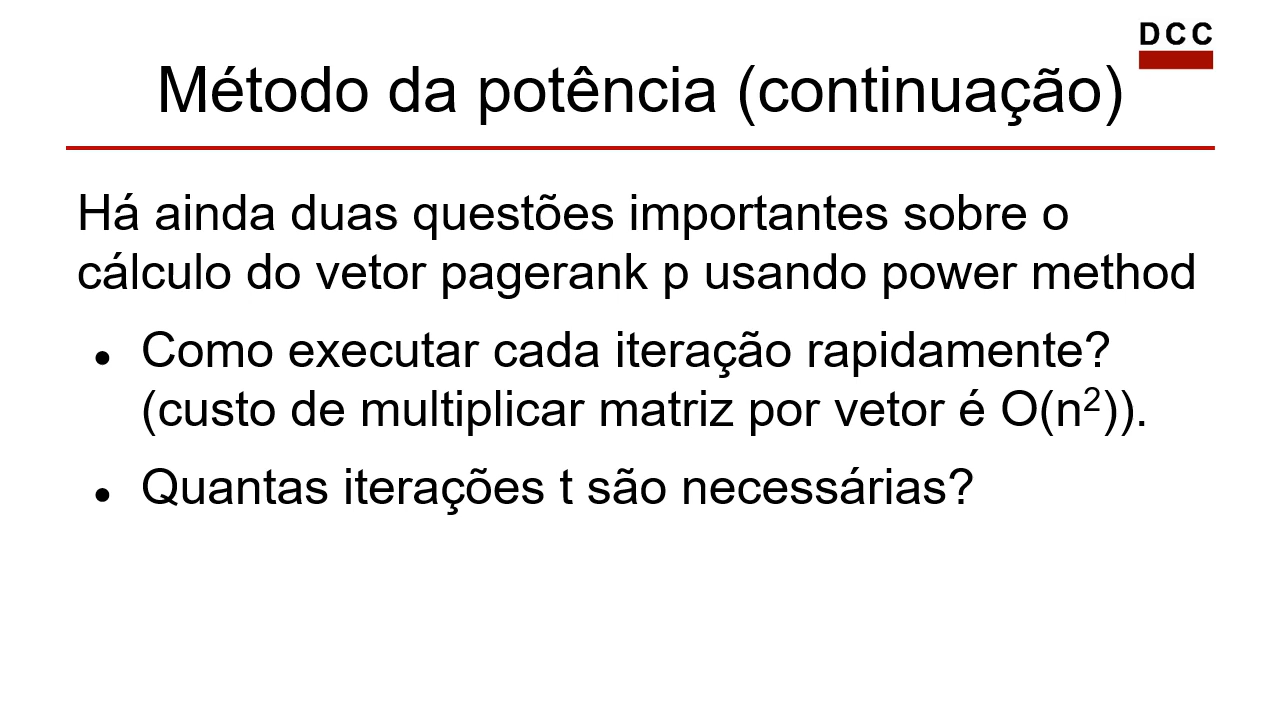 DCC
Método da potência (continuação)
Há ainda duas questões importantes sobre o
cálculo do vetor pagerank p usando power method
● Como executar cada iteração rapidamente?
(custo de multiplicar matriz por vetor é O(n²)).
● Quantas iterações t são necessárias?